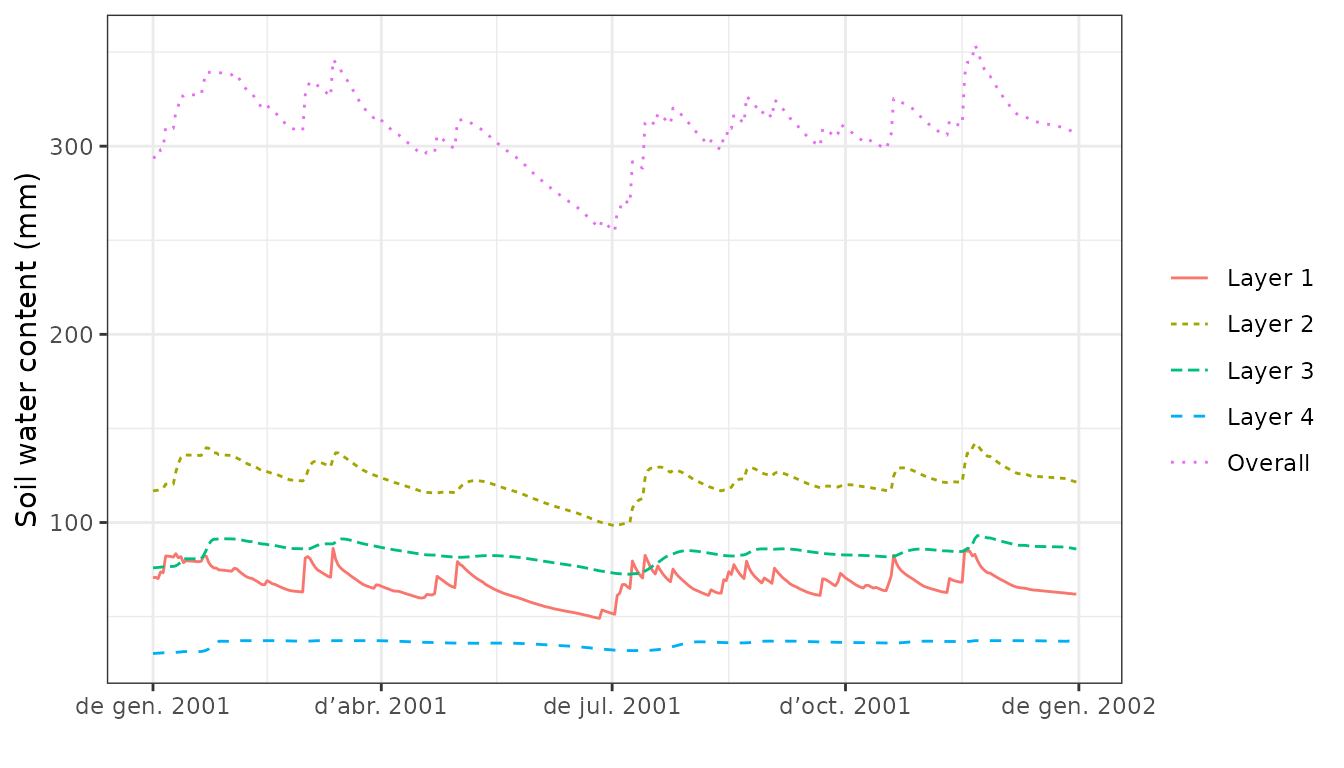 Soil water content (mm)
300
200
100
de gen. 2001
d’abr. 2001
de jul. 2001
d’oct. 2001
de gen. 2002
Layer 1
Layer 2
Layer 3
Layer 4
Overall